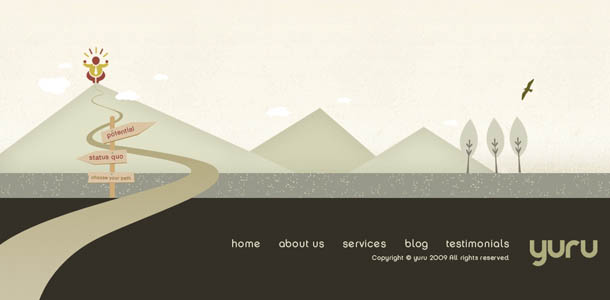 potential
status quo
choose your path
home about us services blog testimonials
Copyright © yuru 2009 All rights reserved.
yuru